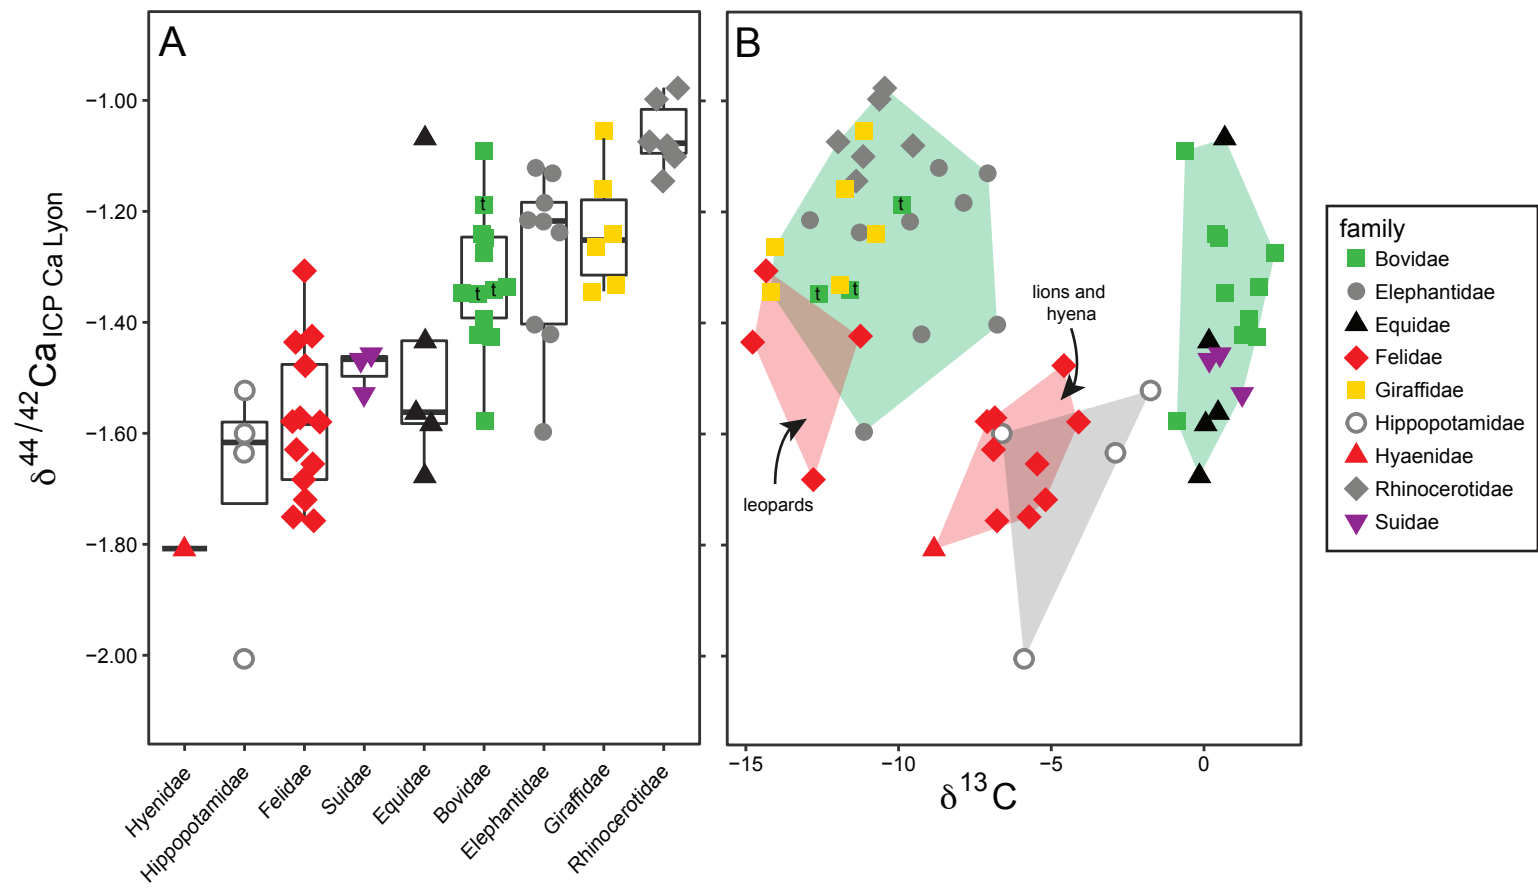 A
B
δ44/42Ca ICP Ca Lyon
−1.00
−1.20
−1.40
−1.60
−1.80
−2.00
t
t
t
t
t
t
lions and
hyena
leopards
Hyenidae
Hippopotamidae
Felidae
Suidae
Equidae
Bovidae
Elephantidae
Giraffidae
Rhinocerotidae
−15
−10
−5
0
δ13C
family
Bovidae
Elephantidae
Equidae
Felidae
Giraffidae
Hippopotamidae
Hyaenidae
Rhinocerotidae
Suidae